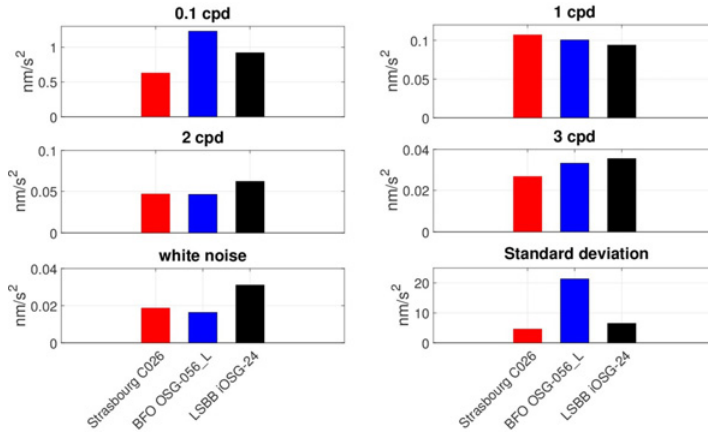 0.1 cpd
nm/s²
1
0.5
0
1 cpd
nm/s²
0.1
0.05
0
2 cpd
nm/s²
0.1
0.05
0
3 cpd
nm/s²
0.04
0.02
0
white noise
nm/s²
0.04
0.02
0
Strasbourg C026
BFO OSG-056_L
LSBB iOSG-24
Standard deviation
nm/s²
20
10
0
Strasbourg C026
BFO OSG-056_L
LSBB iOSG-24